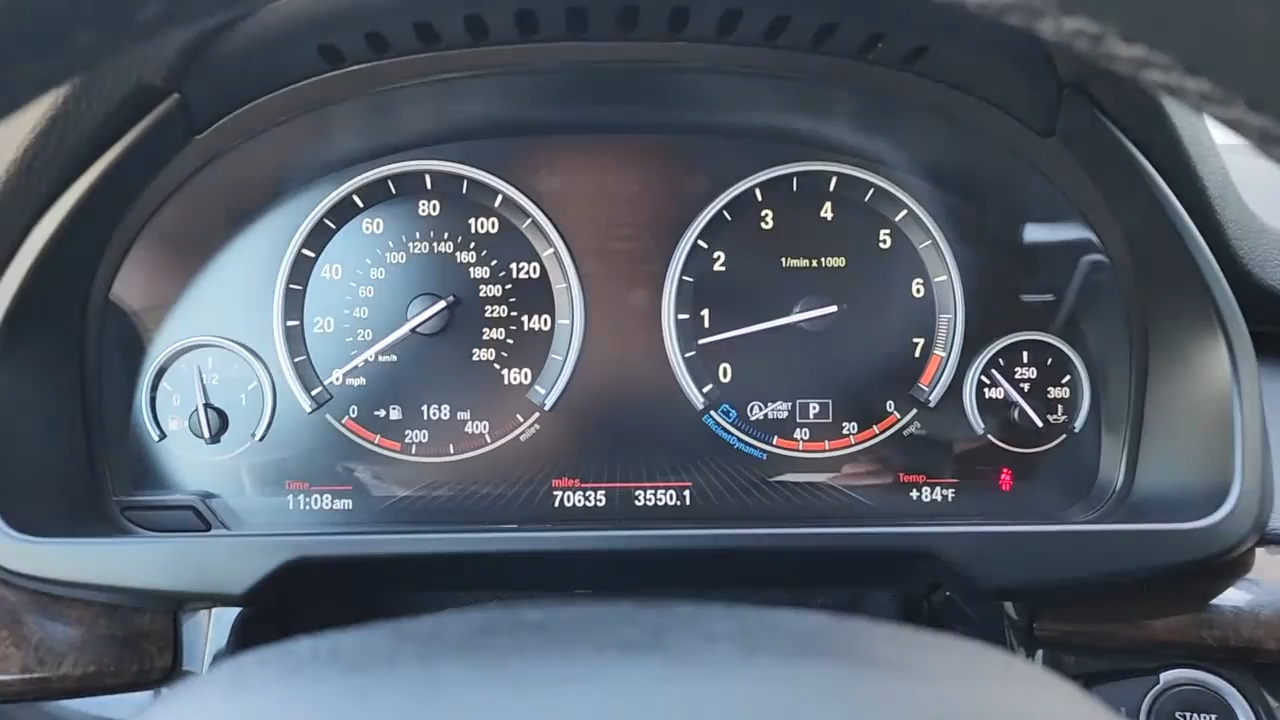 80
60 100
120 140
100 160
40 80 180 120
60 200
20 40 220 140
20 240
0 km/h 260
0 mph 160
0 168 mi
200 400 miles
0 1/2 1
3 4
2 5
1/min x 1000
1 6
0 7
START
STOP P
40 20 0 mpg
EfficientDynamics
250
140 °F 360
Time
11:08am
miles
70635 3550.1
Temp
+84°F
START